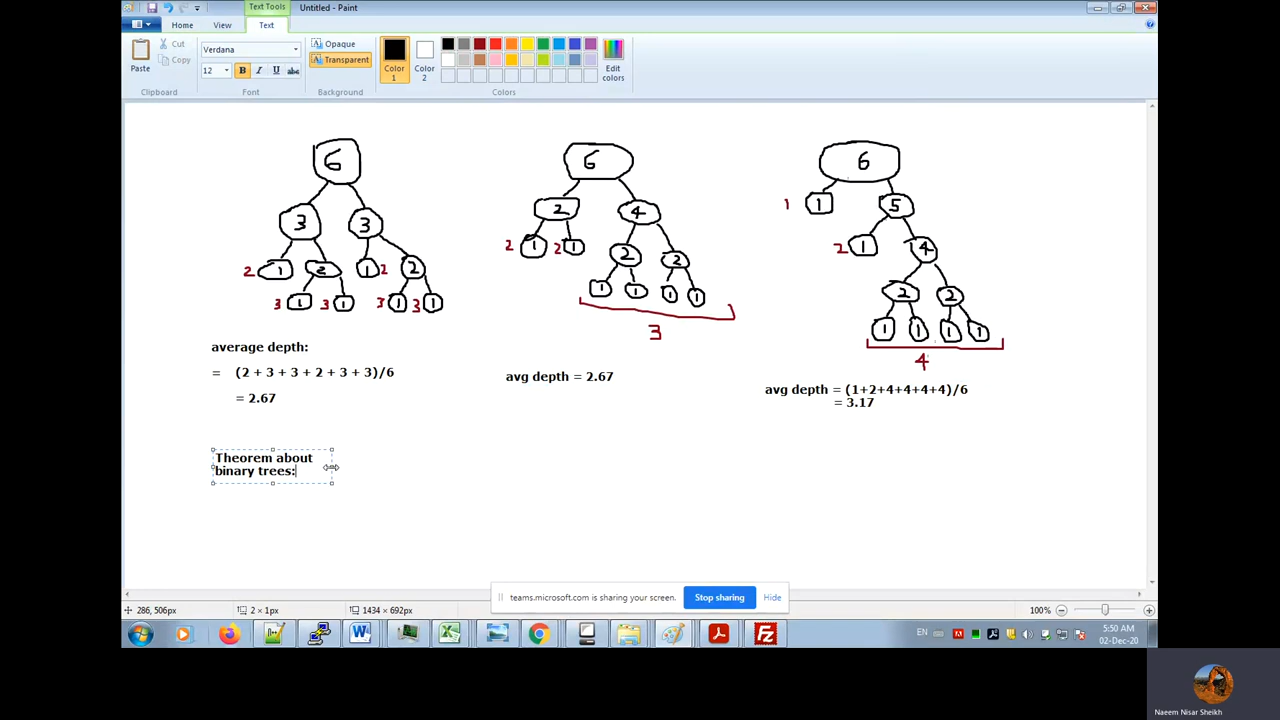 Text Tools
Untitled - Paint
Home
View
Text
Paste
Cut
Copy
Clipboard
Verdana
12
B I U abc
Font
Opaque
Transparent
Background
Color 1
Color 2
Edit colors
Colors
6
3 3
2 1 2 1 2 2
3 1 3 1 3 1 3 1
6
2 4
2 1 2 1 2 2
1 1 1 1
3
6
1 1 5
2 1 4
2 2
1 1 1 1
4
average depth:
= (2 + 3 + 3 + 2 + 3 + 3)/6
= 2.67
avg depth = 2.67
avg depth = (1+2+4+4+4+4)/6
= 3.17
Theorem about
binary trees:
teams.microsoft.com is sharing your screen.
Stop sharing
Hide
286, 506px
2 × 1px
1434 × 692px
100%
EN
5:50 AM
02-Dec-20
Naeem Nisar Sheikh